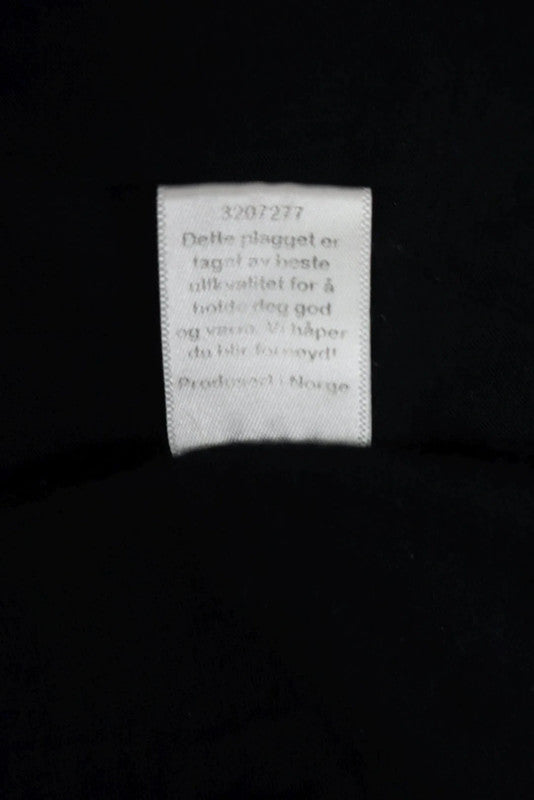 3207277
Dette plagget er
laget av beste
ullkvalitet for å
holde deg god
og varm. Vi håper
du blir fornøyd!
Produsert i Norge